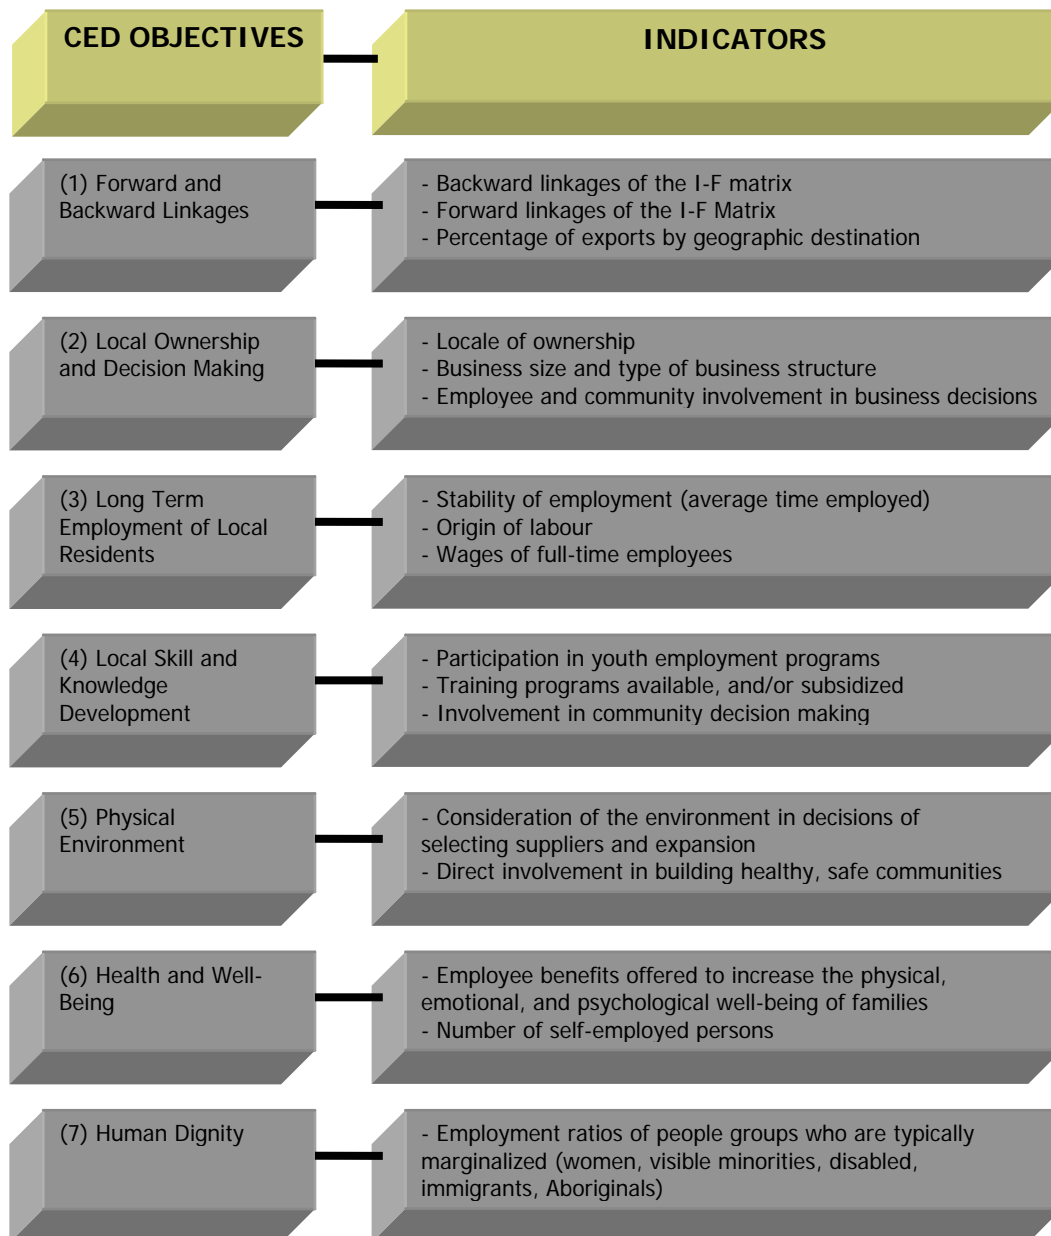 CED OBJECTIVES
INDICATORS
(1) Forward and
Backward Linkages
- Backward linkages of the I-F matrix
- Forward linkages of the I-F Matrix
- Percentage of exports by geographic destination
(2) Local Ownership
and Decision Making
- Locale of ownership
- Business size and type of business structure
- Employee and community involvement in business decisions
(3) Long Term
Employment of Local
Residents
- Stability of employment (average time employed)
- Origin of labour
- Wages of full-time employees
(4) Local Skill and
Knowledge
Development
- Participation in youth employment programs
- Training programs available, and/or subsidized
- Involvement in community decision making
(5) Physical
Environment
- Consideration of the environment in decisions of
selecting suppliers and expansion
- Direct involvement in building healthy, safe communities
(6) Health and Well-
Being
- Employee benefits offered to increase the physical,
emotional, and psychological well-being of families
- Number of self-employed persons
(7) Human Dignity
- Employment ratios of people groups who are typically
marginalized (women, visible minorities, disabled,
immigrants, Aboriginals)